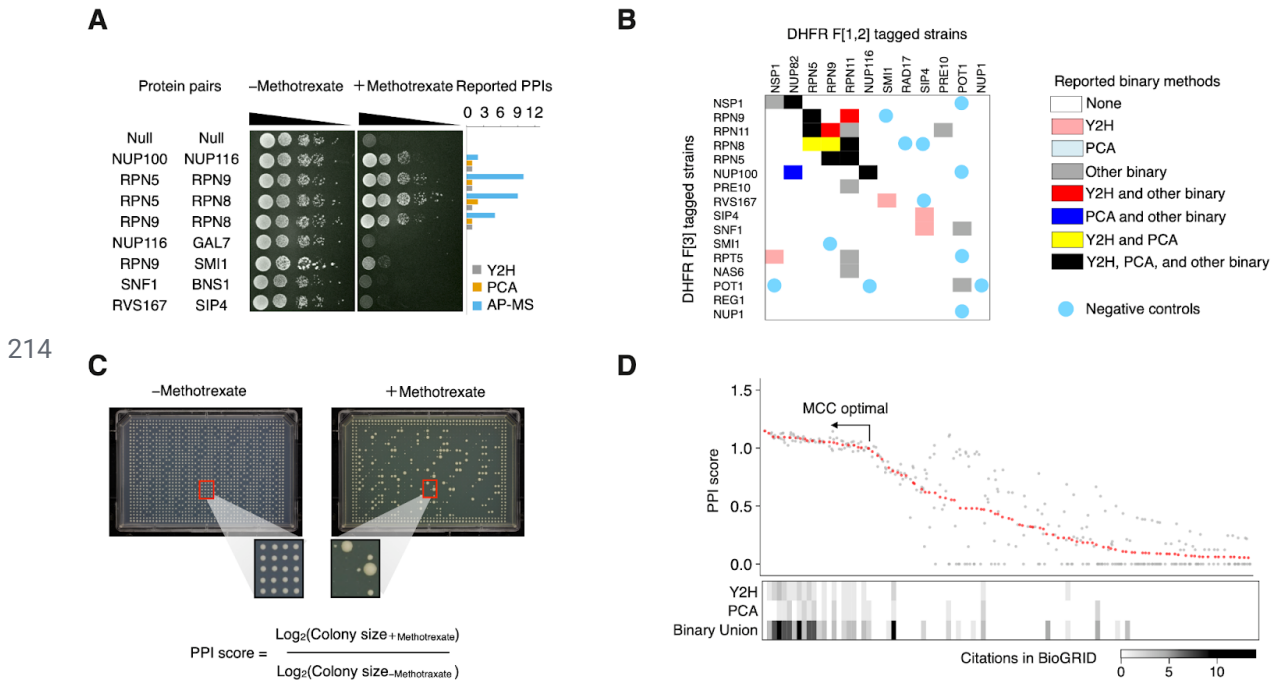 A
Protein pairs
−Methotrexate
+Methotrexate
Reported PPIs
0 3 6 9 12
Null Null
NUP100 NUP116
RPN5 RPN9
RPN5 RPN8
RPN9 RPN8
NUP116 GAL7
RPN9 SMI1
SNF1 BNS1
RVS167 SIP4
Y2H
PCA
AP-MS
B
DHFR F[1,2] tagged strains
NSP1
NUP82
RPN5
RPN9
RPN11
NUP116
SMI1
RAD17
SIP4
PRE10
POT1
NUP1
DHFR F[3] tagged strains
NSP1
RPN9
RPN11
RPN8
RPN5
NUP100
PRE10
RVS167
SIP4
SNF1
SMI1
RPT5
NAS6
POT1
REG1
NUP1
Reported binary methods
None
Y2H
PCA
Other binary
Y2H and other binary
PCA and other binary
Y2H and PCA
Y2H, PCA, and other binary
Negative controls
214
C
−Methotrexate
+Methotrexate
PPI score =
Log2(Colony size+Methotrexate)
Log2(Colony size−Methotraxate)
D
PPI score
1.5
1.0
0.5
0.0
MCC optimal
Y2H
PCA
Binary Union
Citations in BioGRID
0 5 10